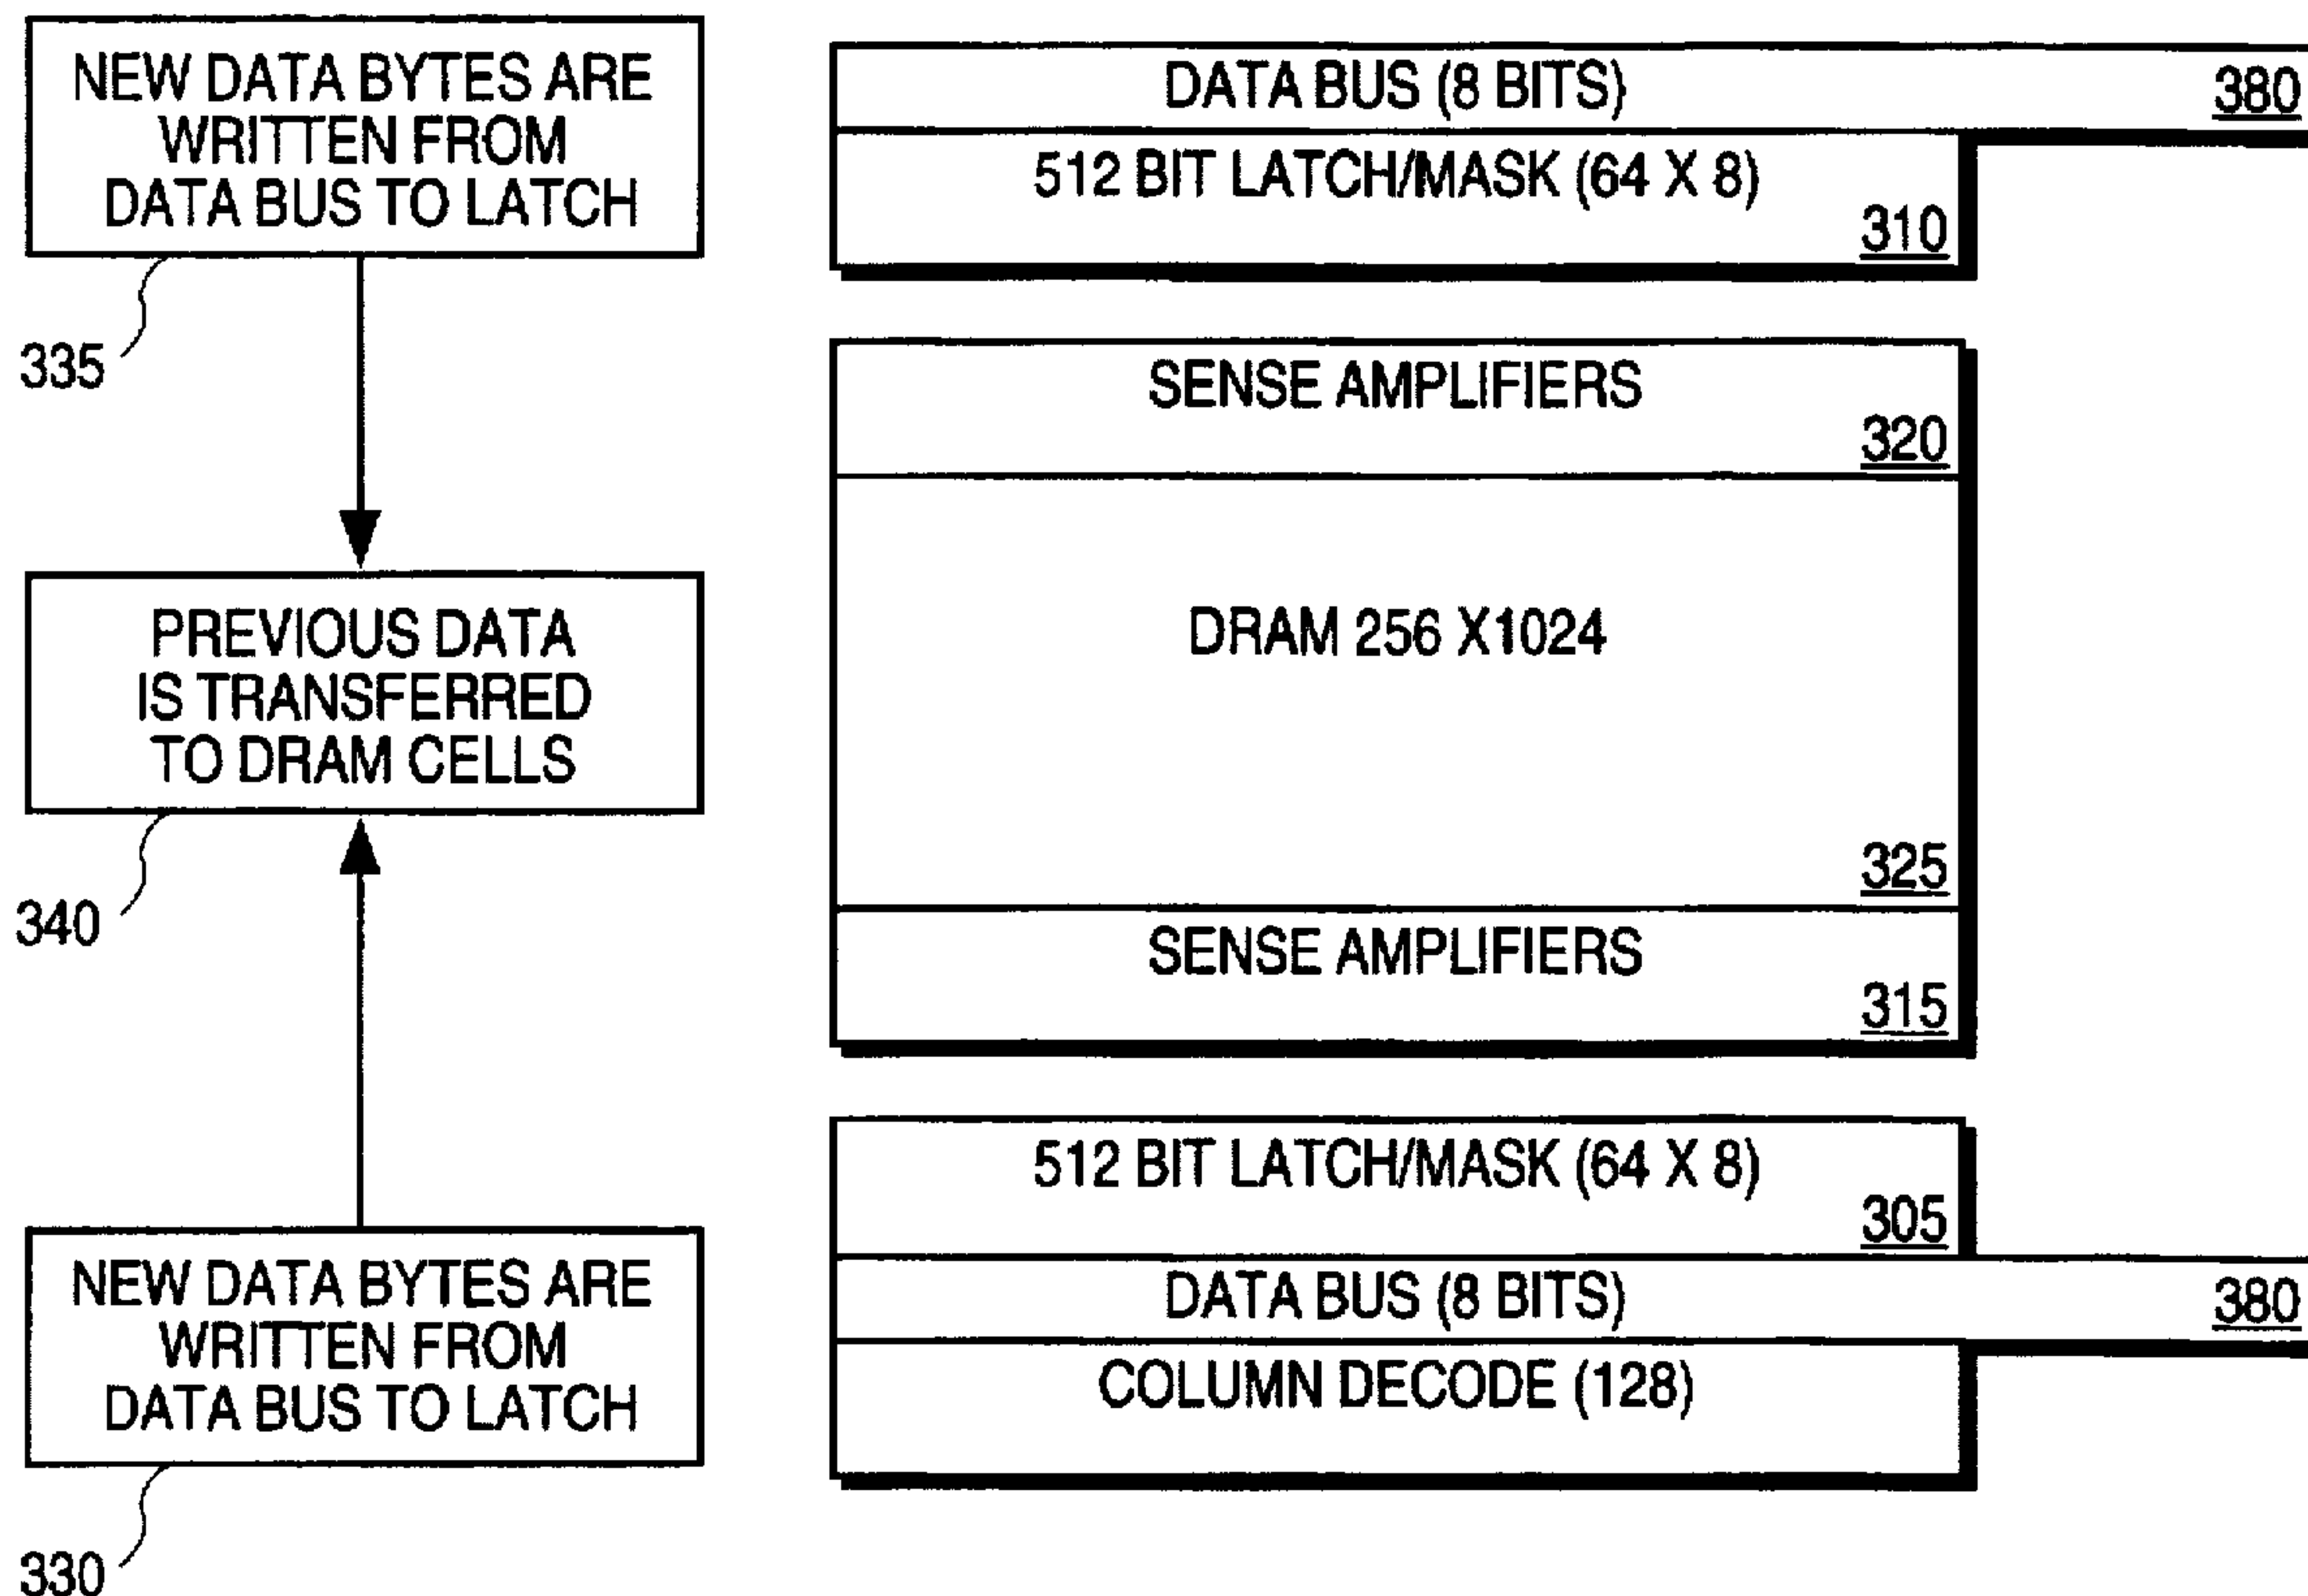 NEW DATA BYTES ARE
WRITTEN FROM
DATA BUS TO LATCH
335
PREVIOUS DATA
IS TRANSFERRED
TO DRAM CELLS
340
NEW DATA BYTES ARE
WRITTEN FROM
DATA BUS TO LATCH
330
DATA BUS (8 BITS)
380
512 BIT LATCH/MASK (64 X 8)
310
SENSE AMPLIFIERS
320
DRAM 256 X1024
325
SENSE AMPLIFIERS
315
512 BIT LATCH/MASK (64 X 8)
305
DATA BUS (8 BITS)
380
COLUMN DECODE (128)